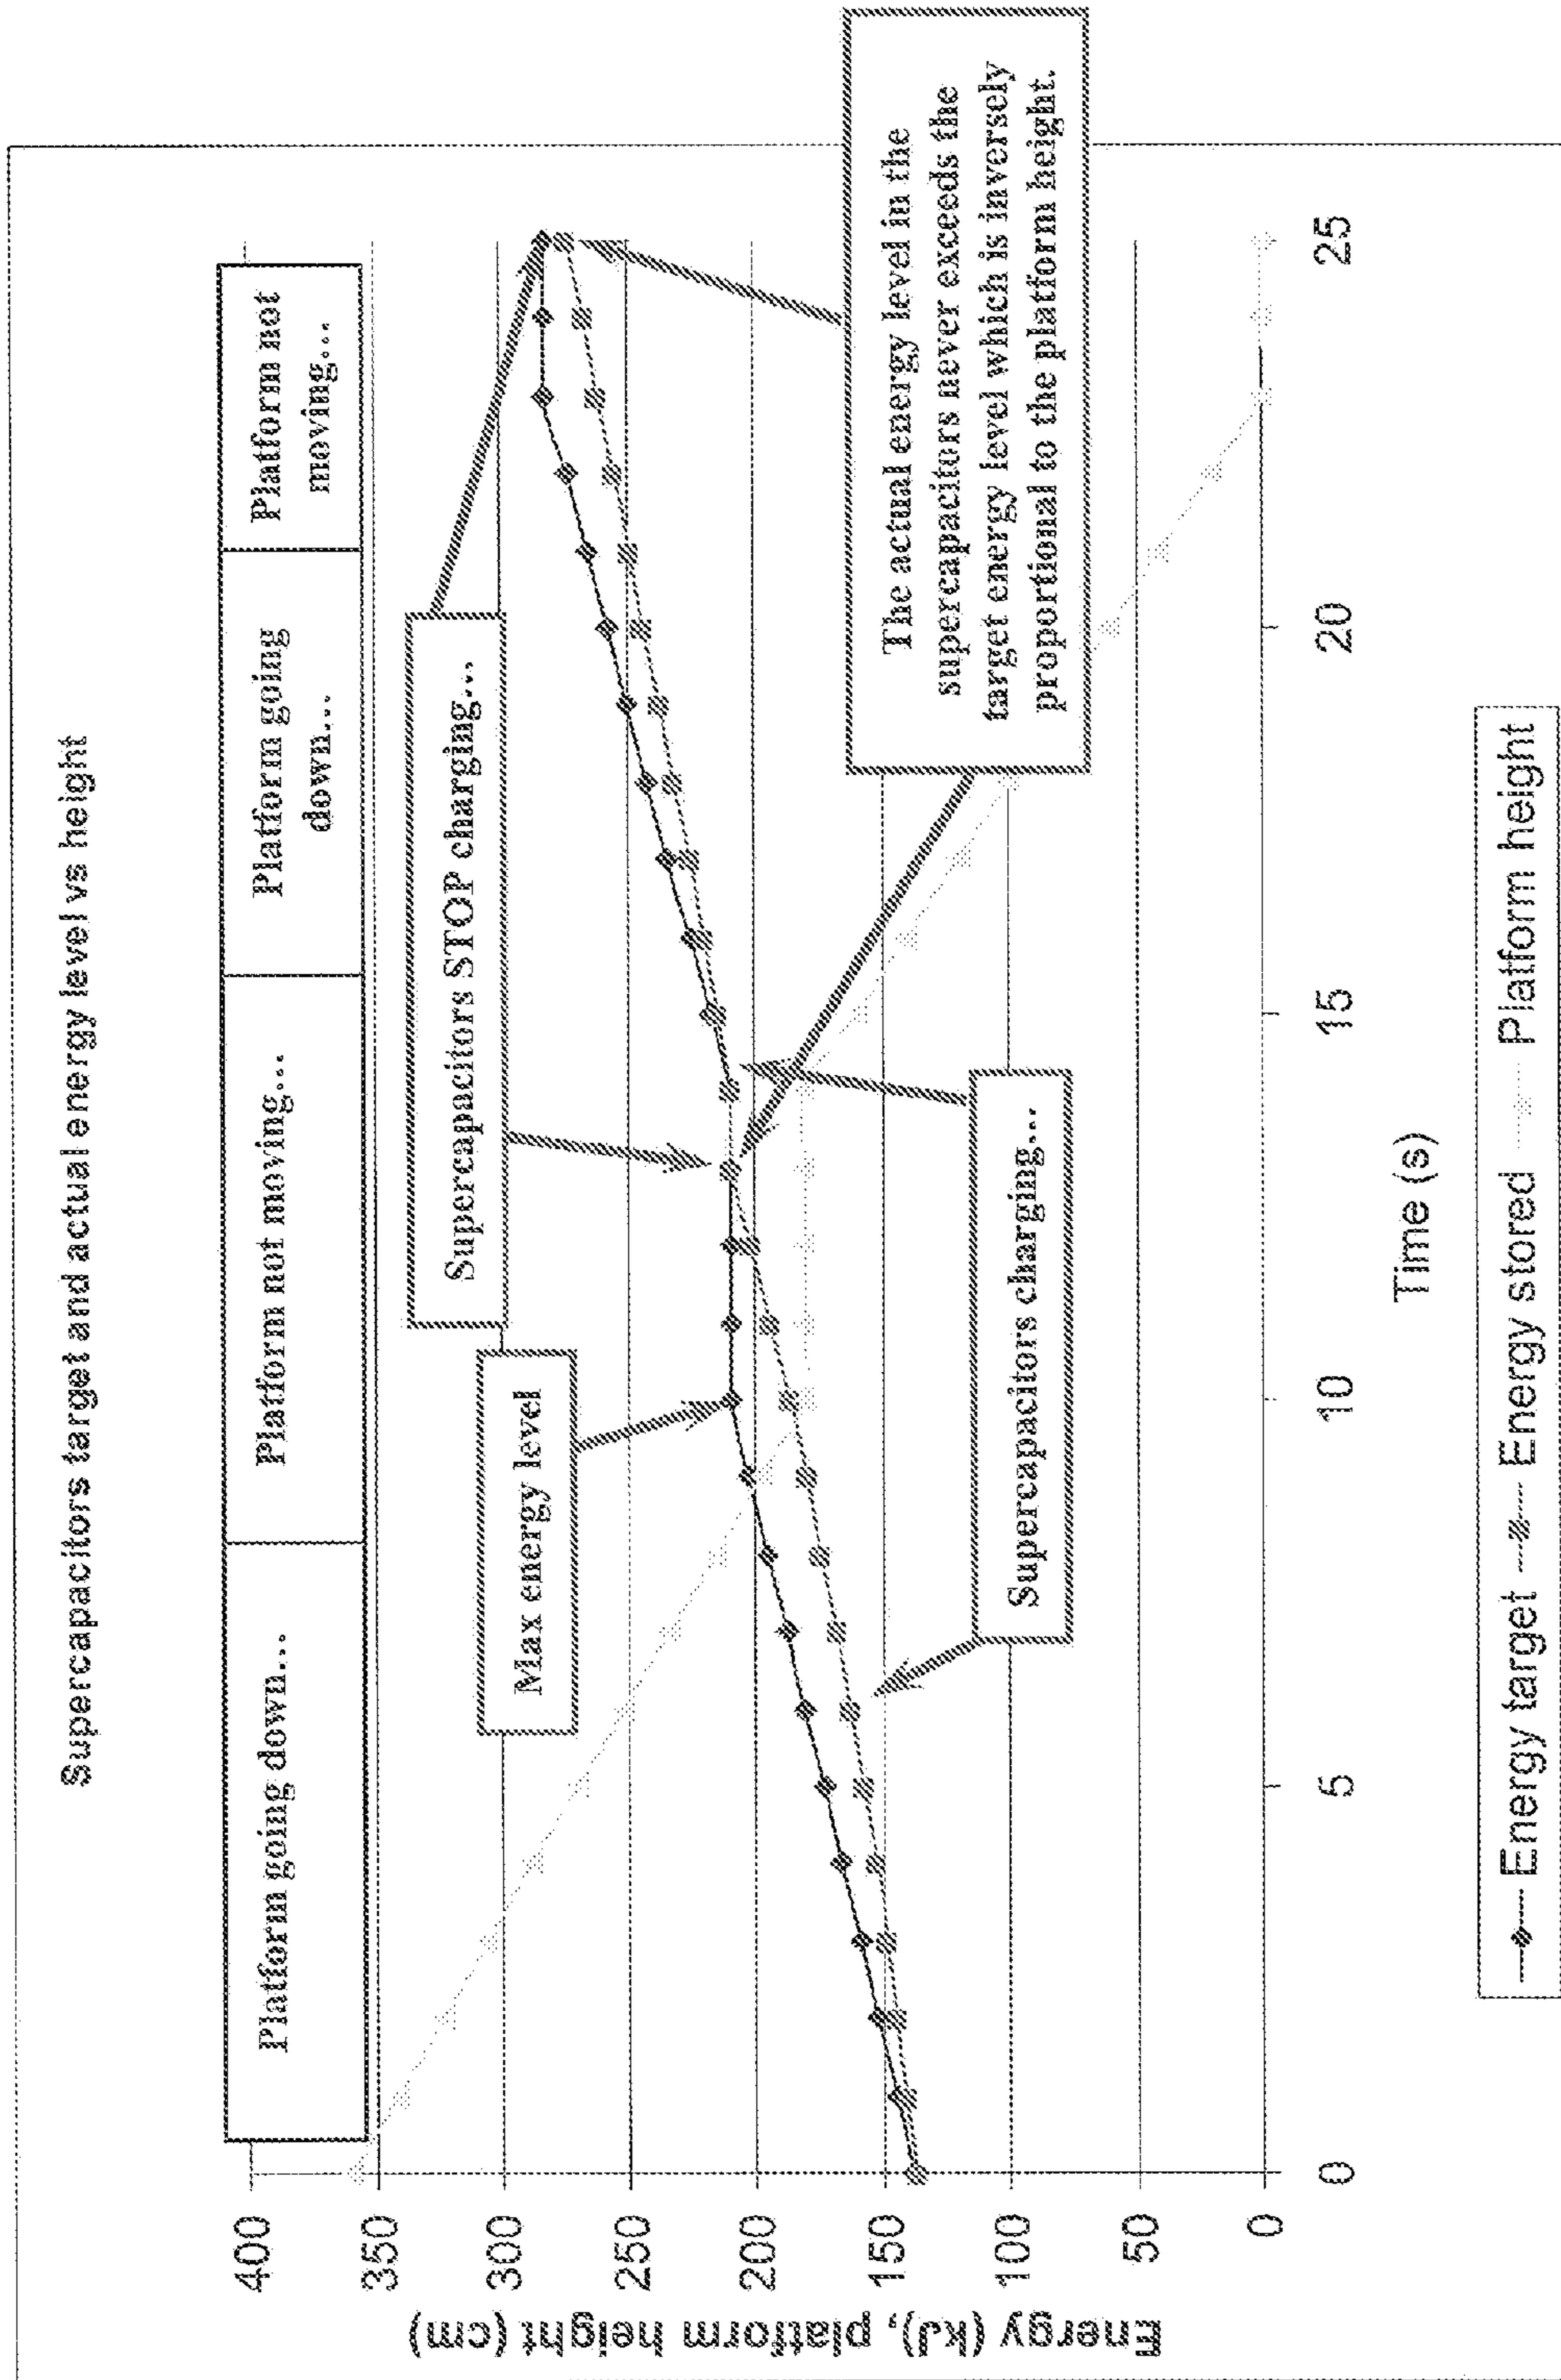 Supercapacitors target and actual energy level vs height
Platform going down...
Platform not moving...
Platform going
down...
Platform not
moving...
Supercapacitors STOP charging...
Max energy level
Supercapacitors charging...
The actual energy level in the
supercapacitors never exceeds the
target energy level which is inversely
proportional to the platform height.
Energy (kJ), platform height (cm)
400
350
300
250
200
150
100
50
0
0
5
10
15
20
25
Time (s)
Energy target
Energy stored
Platform height